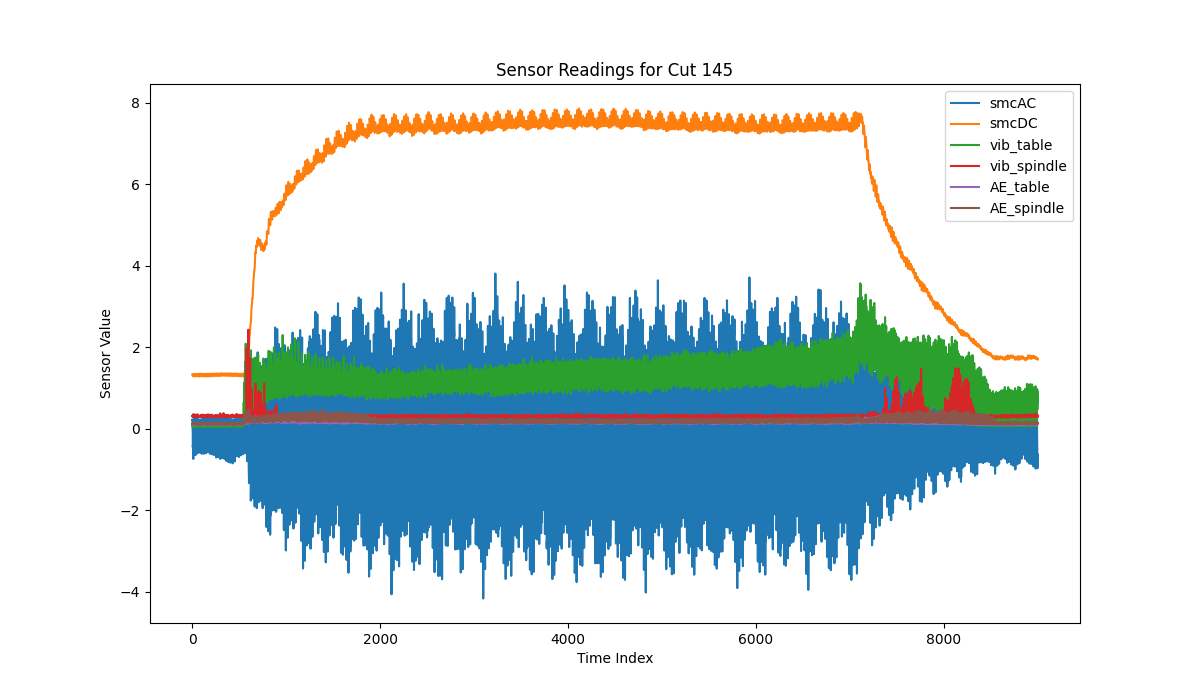 Sensor Readings for Cut 145
smcAC
smcDC
vib_table
vib_spindle
AE_table
AE_spindle
8
6
4
2
0
−2
−4
Sensor Value
0 2000 4000 6000 8000
Time Index